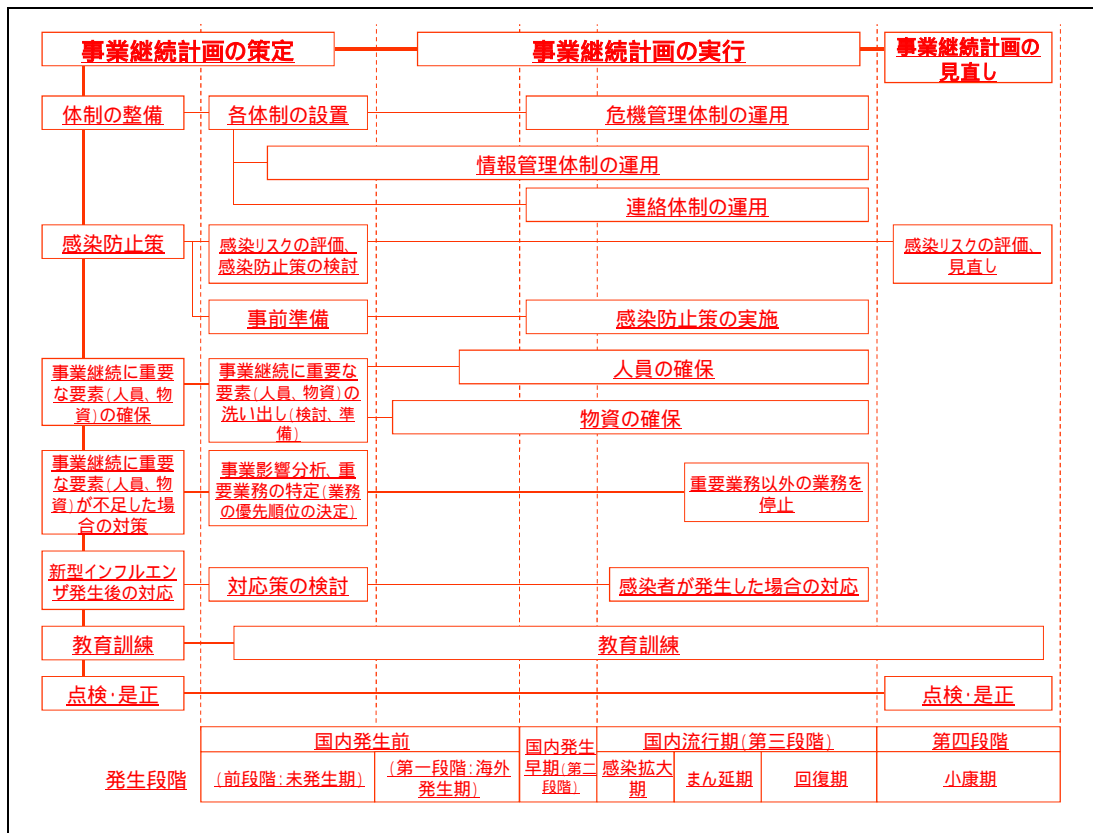 事業継続計画の策定
事業継続計画の実行
事業継続計画の
見直し
体制の整備
各体制の設置
危機管理体制の運用
情報管理体制の運用
連絡体制の運用
感染防止策
感染リスクの評価、
感染防止策の検討
感染リスクの評価、
見直し
事前準備
感染防止策の実施
事業継続に重要
な要素(人員、物
資)の確保
事業継続に重要な
要素(人員、物資)の
洗い出し(検討、準
備)
人員の確保
物資の確保
事業継続に重要
な要素(人員、物
資)が不足した場
合の対策
事業影響分析、重
要業務の特定(業務
の優先順位の決定)
重要業務以外の業務を
停止
新型インフルエン
ザ発生後の対応
対応策の検討
感染者が発生した場合の対応
教育訓練
教育訓練
点検・是正
点検・是正
発生段階
国内発生前
(前段階:未発生期)
(第一段階:海外
発生期)
国内発生
早期(第二
段階)
国内流行期(第三段階)
感染拡大
期
まん延期
回復期
第四段階
小康期